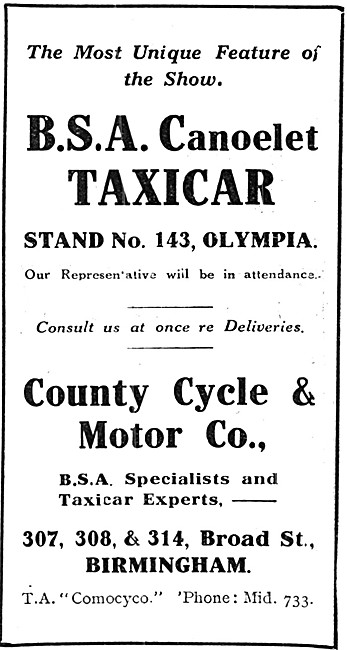 The Most Unique Feature of
the Show.
B.S.A. Canoelet
TAXICAR
STAND No. 143, OLYMPIA.
Our Representative will be in attendance.
Consult us at once re Deliveries.
County Cycle &
Motor Co.,
B.S.A. Specialists and
Taxicar Experts, ——
307, 308, & 314, Broad St.,
BIRMINGHAM.
T.A. "Comocyco." 'Phone: Mid. 733.